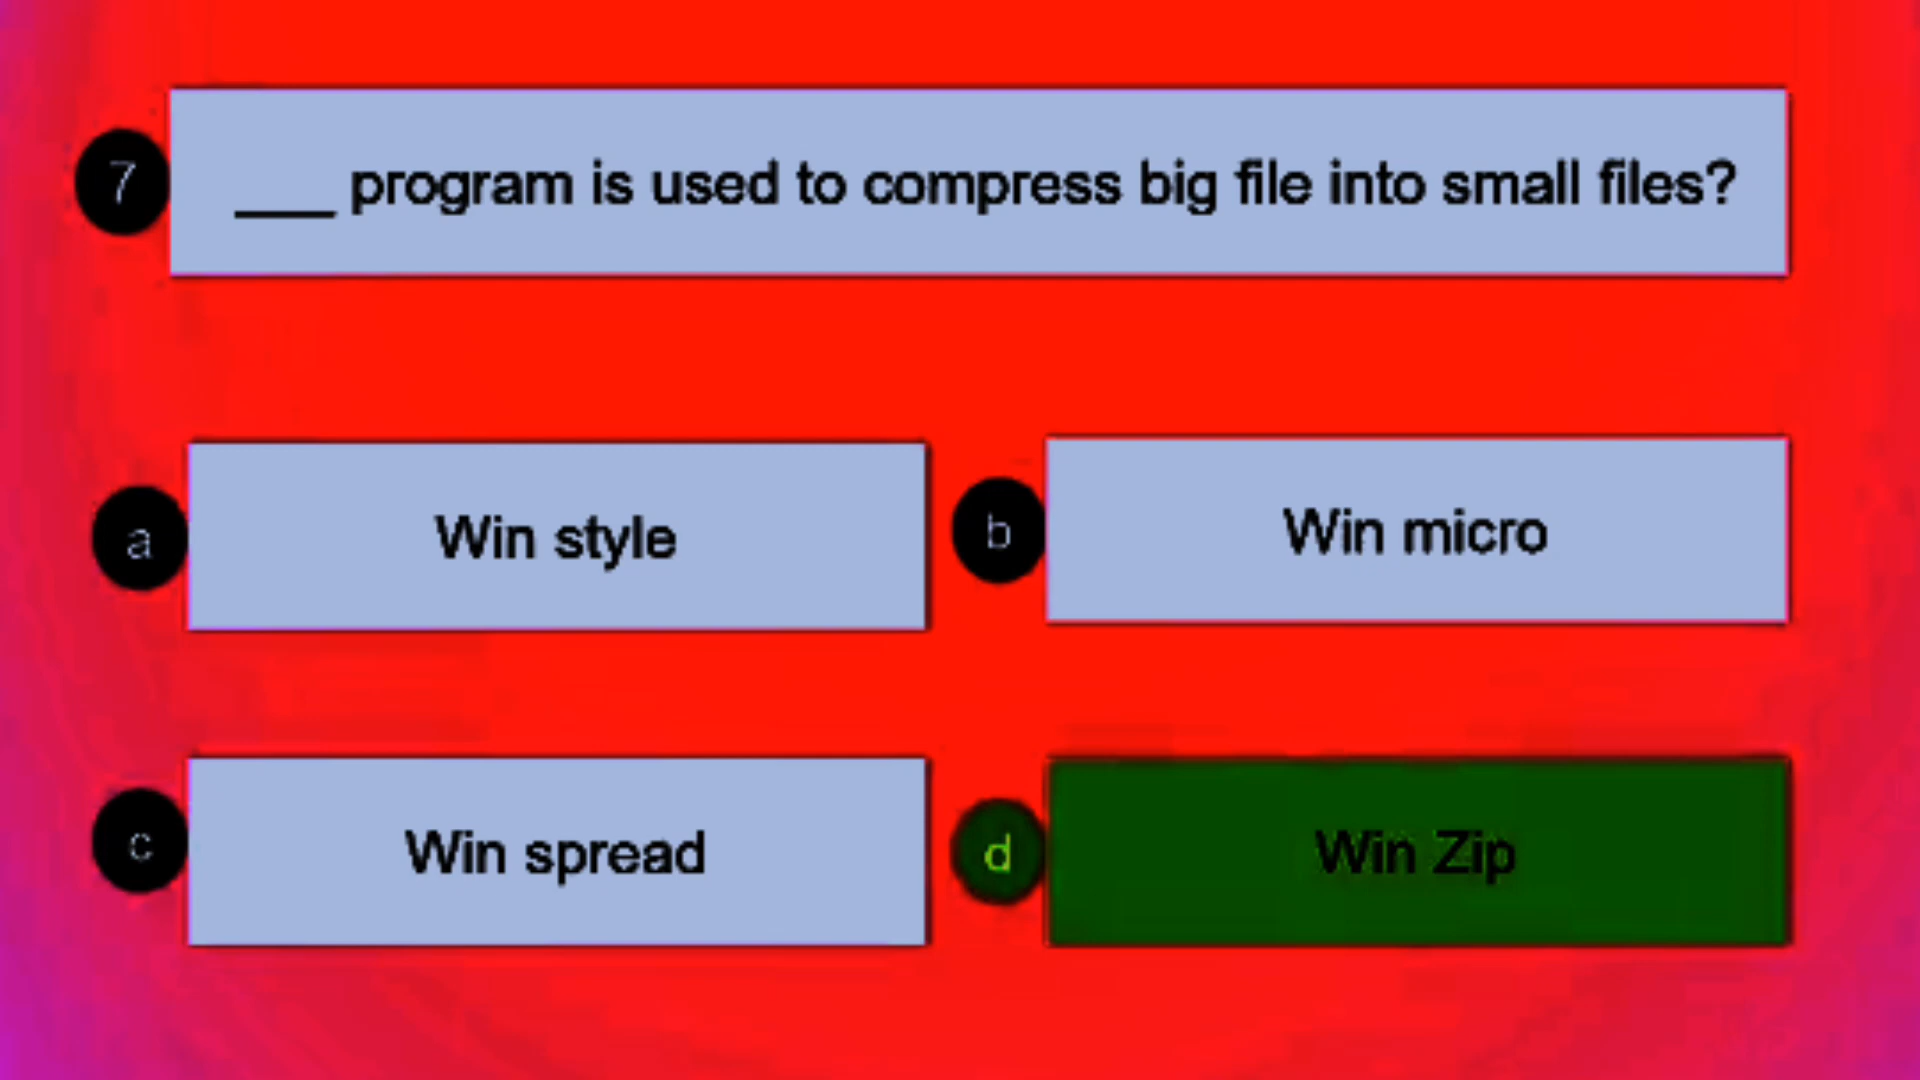 7
___ program is used to compress big file into small files?
a
Win style
b
Win micro
c
Win spread
d
Win Zip